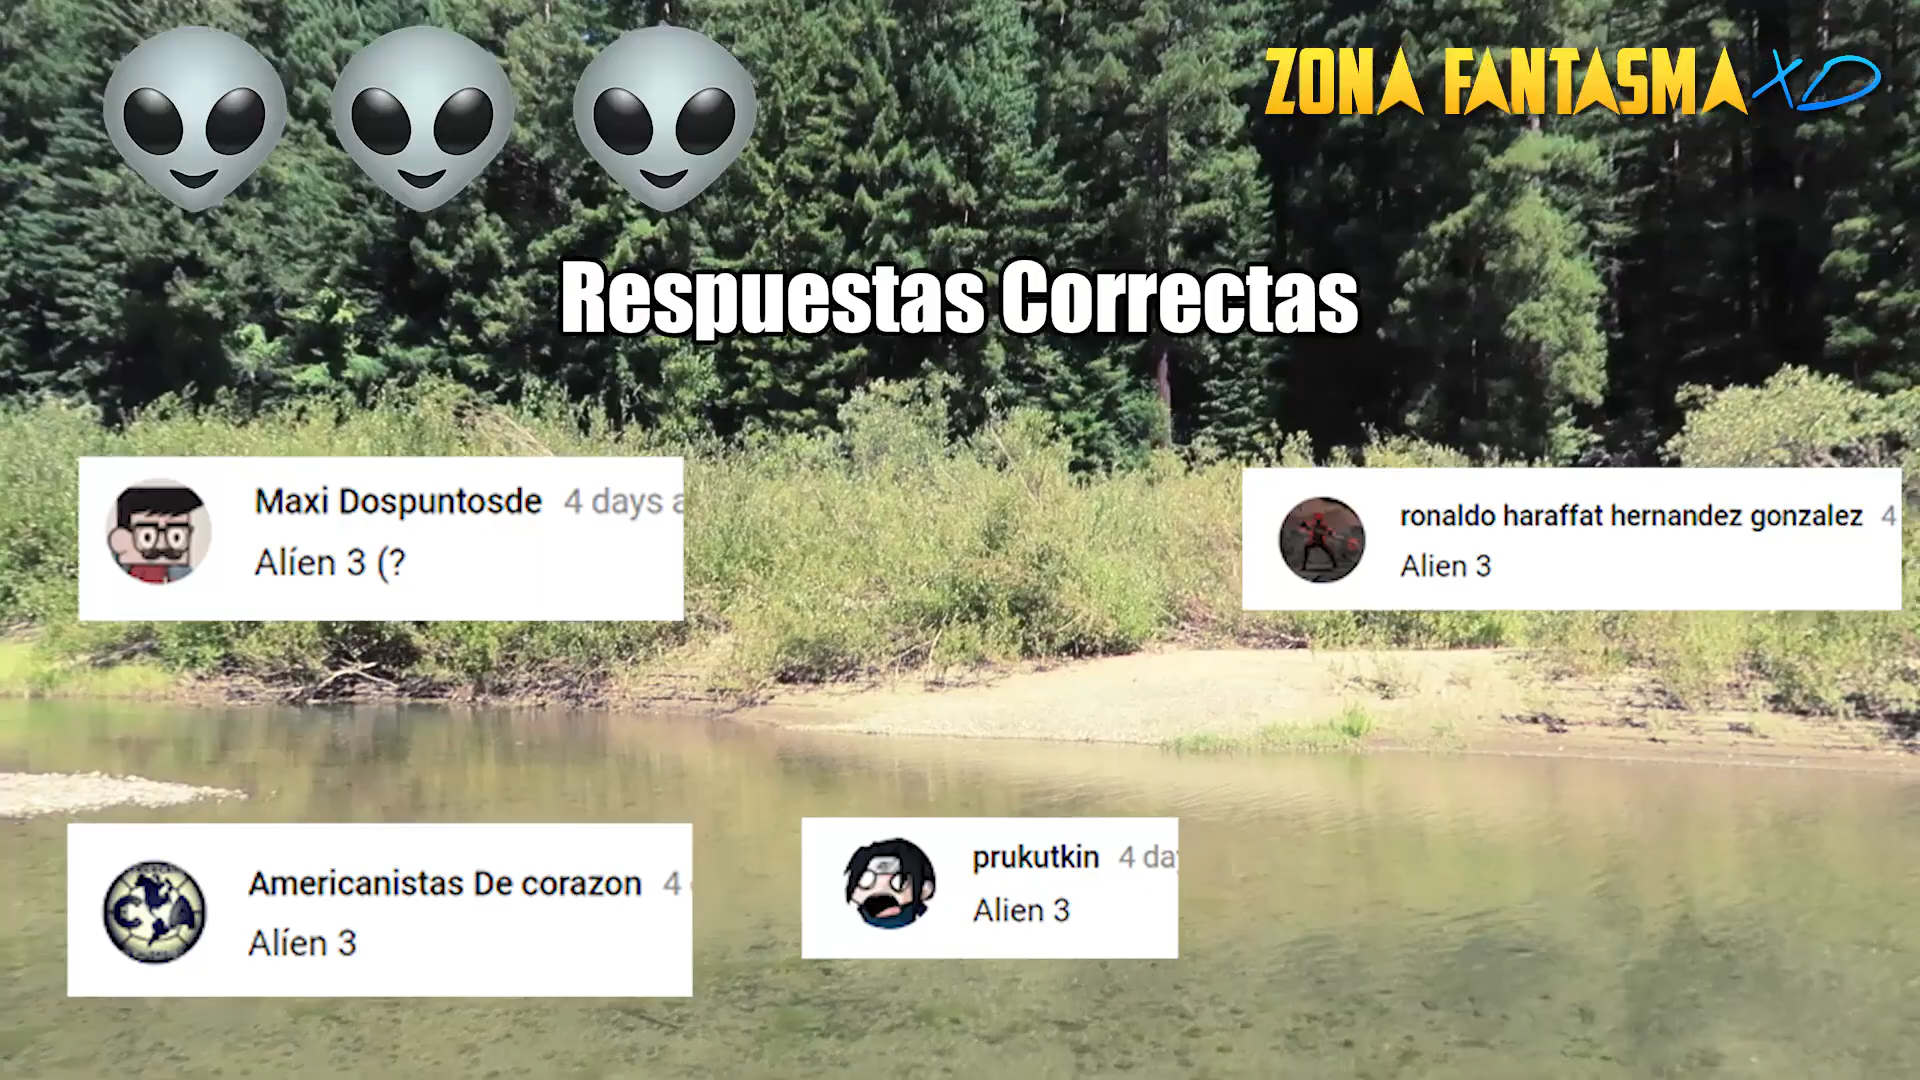 ZONA FANTASMA XD
Respuestas Correctas
Maxi Dospuntosde 4 days a
Alíen 3 (?
ronaldo haraffat hernandez gonzalez 4
Alien 3
Americanistas De corazon 4
Alíen 3
prukutkin 4 da
Alien 3